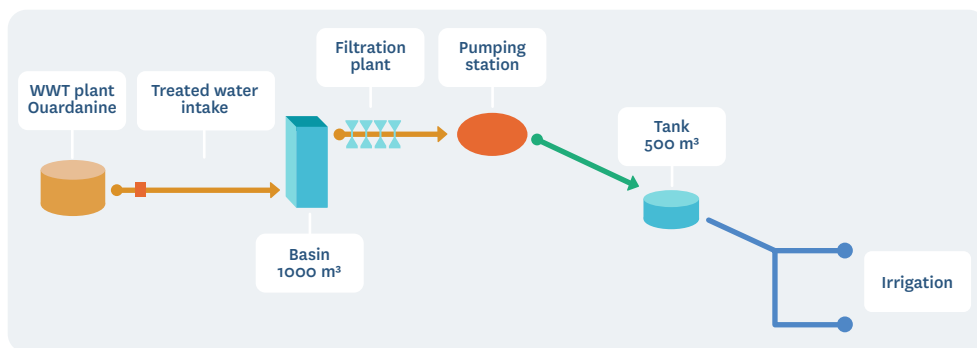 WWT plant
Ouardanine
Treated water
intake
Filtration
plant
Pumping
station
Basin
1000 m³
Tank
500 m³
Irrigation